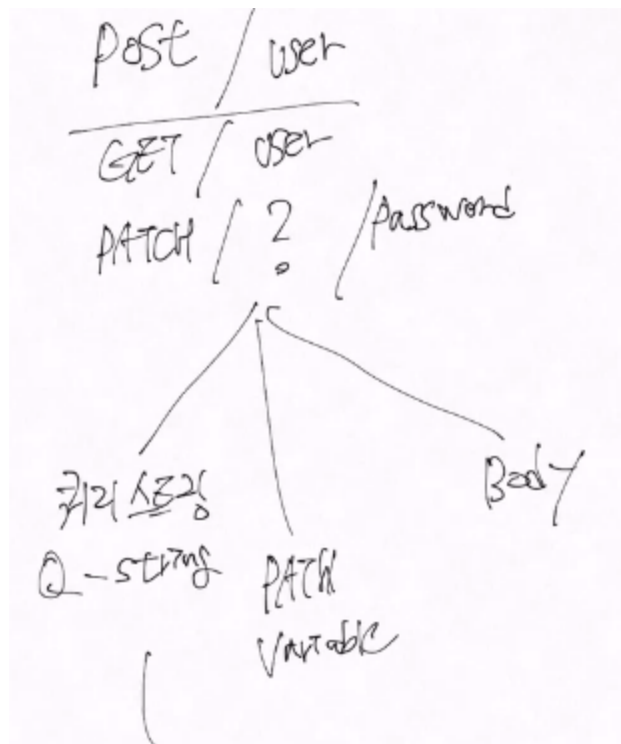 Post / user
GET / user
PATCH / ? / password
쿼리 스트링
Q-string
PATH
Variable
Body